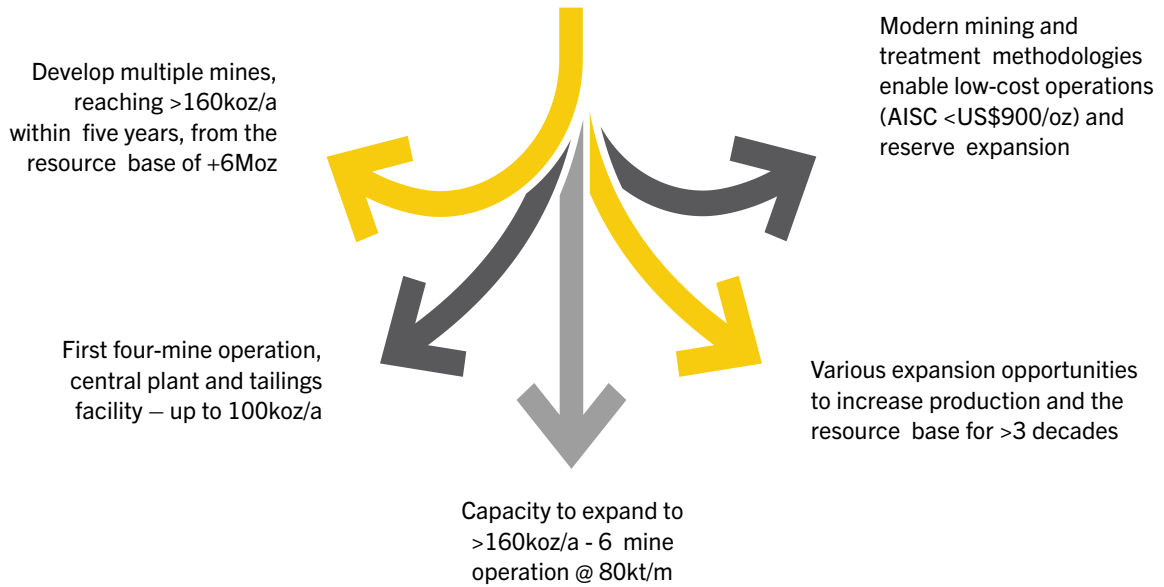 Develop multiple mines,
reaching >160koz/a
within five years, from the
resource base of +6Moz
Modern mining and
treatment methodologies
enable low-cost operations
(AISC <US$900/oz) and
reserve expansion
First four-mine operation,
central plant and tailings
facility – up to 100koz/a
Various expansion opportunities
to increase production and the
resource base for >3 decades
Capacity to expand to
>160koz/a - 6 mine
operation @ 80kt/m